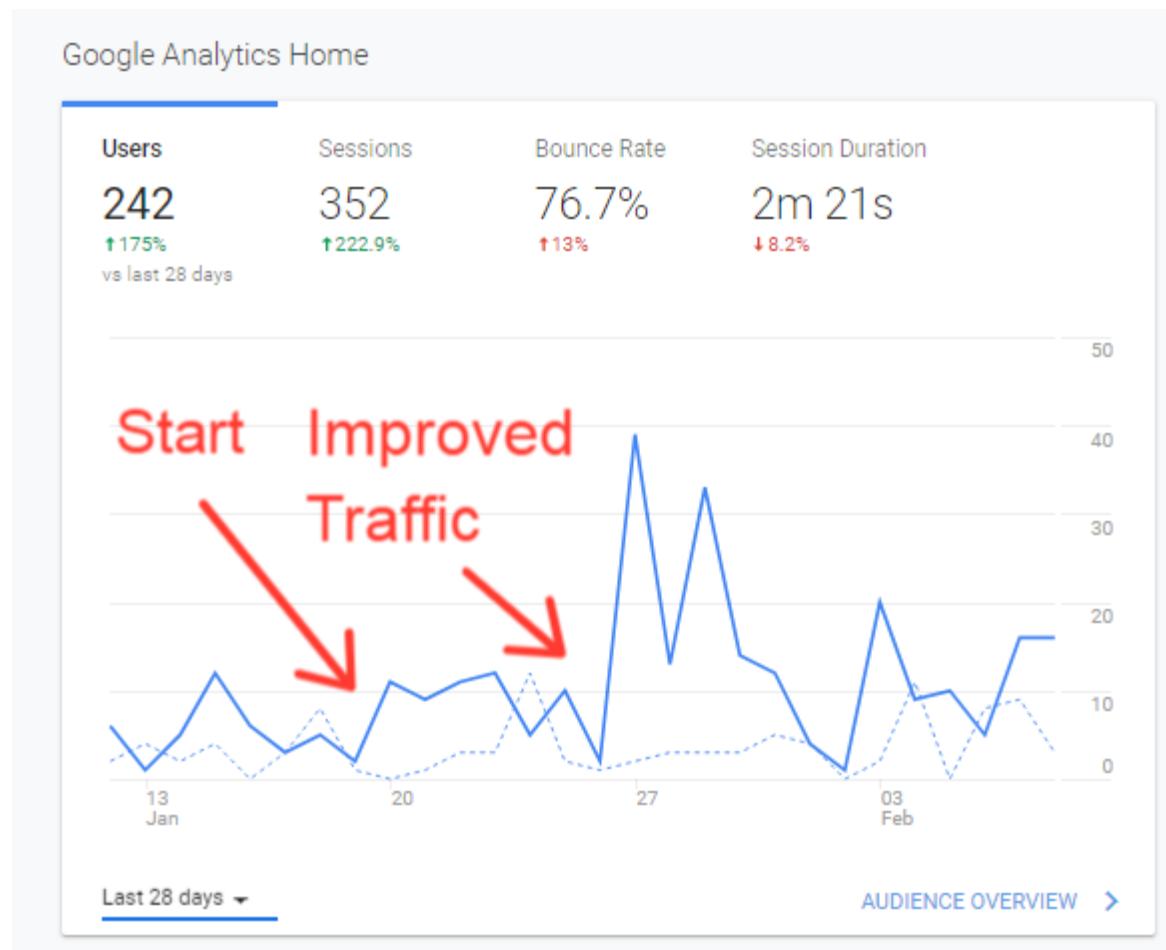 Google Analytics Home
Users
Sessions
Bounce Rate
Session Duration
242
352
76.7%
2m 21s
↑175%
↑222.9%
↑13%
↓8.2%
vs last 28 days
50
Start
Improved
40
Traffic
30
20
10
0
13
20
27
03
Jan
Feb
Last 28 days
AUDIENCE OVERVIEW